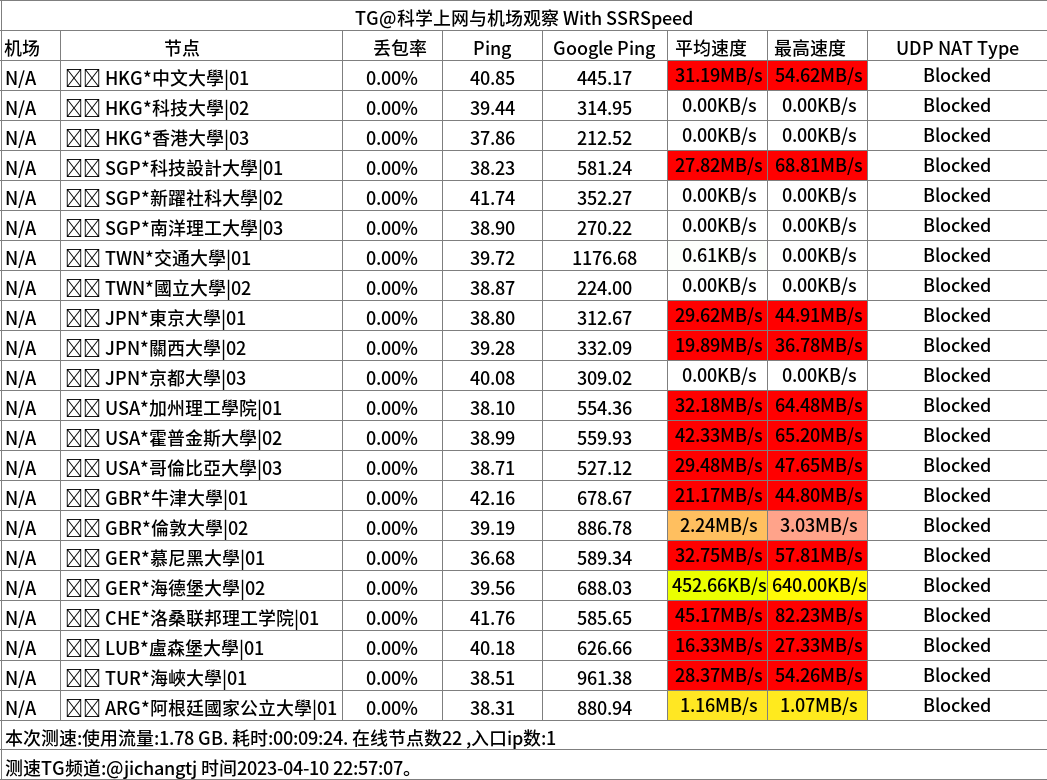 TG@科学上网与机场观察 With SSRSpeed
机场 节点 丢包率 Ping Google Ping 平均速度 最高速度 UDP NAT Type
N/A HKG*中文大學|01 0.00% 40.85 445.17 31.19MB/s 54.62MB/s Blocked
N/A HKG*科技大學|02 0.00% 39.44 314.95 0.00KB/s 0.00KB/s Blocked
N/A HKG*香港大學|03 0.00% 37.86 212.52 0.00KB/s 0.00KB/s Blocked
N/A SGP*科技設計大學|01 0.00% 38.23 581.24 27.82MB/s 68.81MB/s Blocked
N/A SGP*新躍社科大學|02 0.00% 41.74 352.27 0.00KB/s 0.00KB/s Blocked
N/A SGP*南洋理工大學|03 0.00% 38.90 270.22 0.00KB/s 0.00KB/s Blocked
N/A TWN*交通大學|01 0.00% 39.72 1176.68 0.61KB/s 0.00KB/s Blocked
N/A TWN*國立大學|02 0.00% 38.87 224.00 0.00KB/s 0.00KB/s Blocked
N/A JPN*東京大學|01 0.00% 38.80 312.67 29.62MB/s 44.91MB/s Blocked
N/A JPN*關西大學|02 0.00% 39.28 332.09 19.89MB/s 36.78MB/s Blocked
N/A JPN*京都大學|03 0.00% 40.08 309.02 0.00KB/s 0.00KB/s Blocked
N/A USA*加州理工學院|01 0.00% 38.10 554.36 32.18MB/s 64.48MB/s Blocked
N/A USA*霍普金斯大學|02 0.00% 38.99 559.93 42.33MB/s 65.20MB/s Blocked
N/A USA*哥倫比亞大學|03 0.00% 38.71 527.12 29.48MB/s 47.65MB/s Blocked
N/A GBR*牛津大學|01 0.00% 42.16 678.67 21.17MB/s 44.80MB/s Blocked
N/A GBR*倫敦大學|02 0.00% 39.19 886.78 2.24MB/s 3.03MB/s Blocked
N/A GER*慕尼黑大學|01 0.00% 36.68 589.34 32.75MB/s 57.81MB/s Blocked
N/A GER*海德堡大學|02 0.00% 39.56 688.03 452.66KB/s 640.00KB/s Blocked
N/A CHE*洛桑联邦理工学院|01 0.00% 41.76 585.65 45.17MB/s 82.23MB/s Blocked
N/A LUB*盧森堡大學|01 0.00% 40.18 626.66 16.33MB/s 27.33MB/s Blocked
N/A TUR*海峽大學|01 0.00% 38.51 961.38 28.37MB/s 54.26MB/s Blocked
N/A ARG*阿根廷國家公立大學|01 0.00% 38.31 880.94 1.16MB/s 1.07MB/s Blocked
本次测速:使用流量:1.78 GB. 耗时:00:09:24. 在线节点数22 ,入口ip数:1
测速TG频道:@jichangtj 时间2023-04-10 22:57:07。